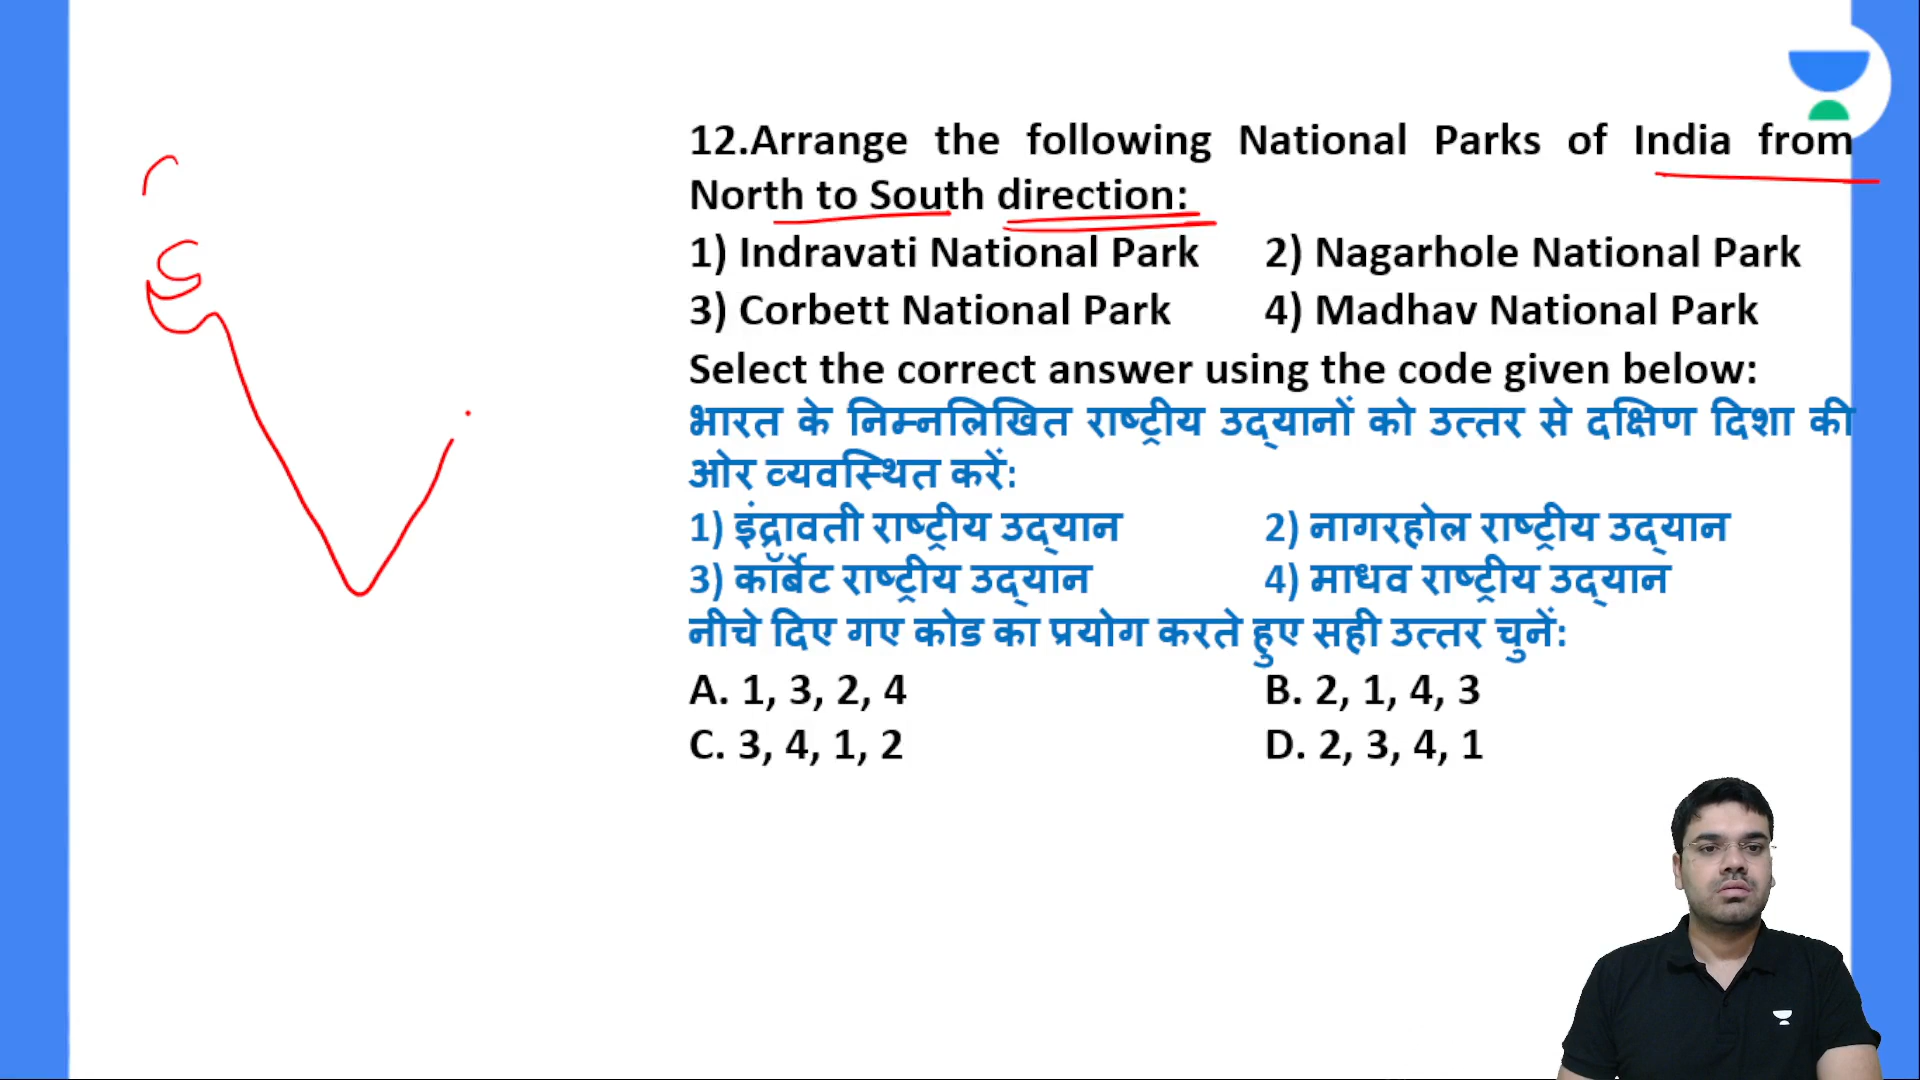 12.Arrange the following National Parks of India from
North to South direction:
1) Indravati National Park 2) Nagarhole National Park
3) Corbett National Park 4) Madhav National Park
Select the correct answer using the code given below:
भारत के निम्नलिखित राष्ट्रीय उद्यानों को उत्तर से दक्षिण दिशा की
ओर व्यवस्थित करें:
1) इंद्रावती राष्ट्रीय उद्यान 2) नागरहोल राष्ट्रीय उद्यान
3) कॉर्बेट राष्ट्रीय उद्यान 4) माधव राष्ट्रीय उद्यान
नीचे दिए गए कोड का प्रयोग करते हुए सही उत्तर चुनें:
A. 1, 3, 2, 4 B. 2, 1, 4, 3
C. 3, 4, 1, 2 D. 2, 3, 4, 1